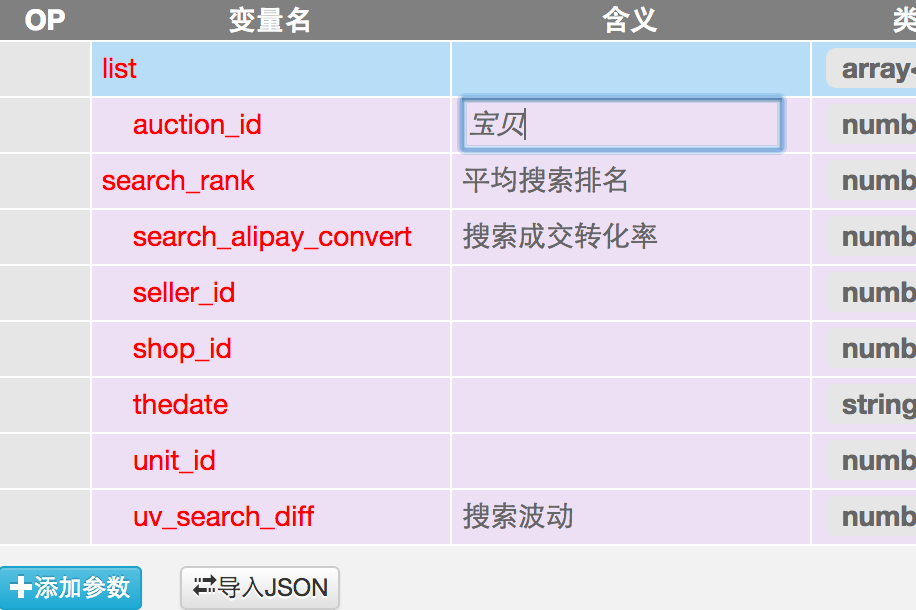 OP 变量名 含义 类
list array<
auction_id 宝贝 numb
search_rank 平均搜索排名 numb
search_alipay_convert 搜索成交转化率 numb
seller_id numb
shop_id numb
thedate string
unit_id numb
uv_search_diff 搜索波动 numb
添加参数 导入JSON